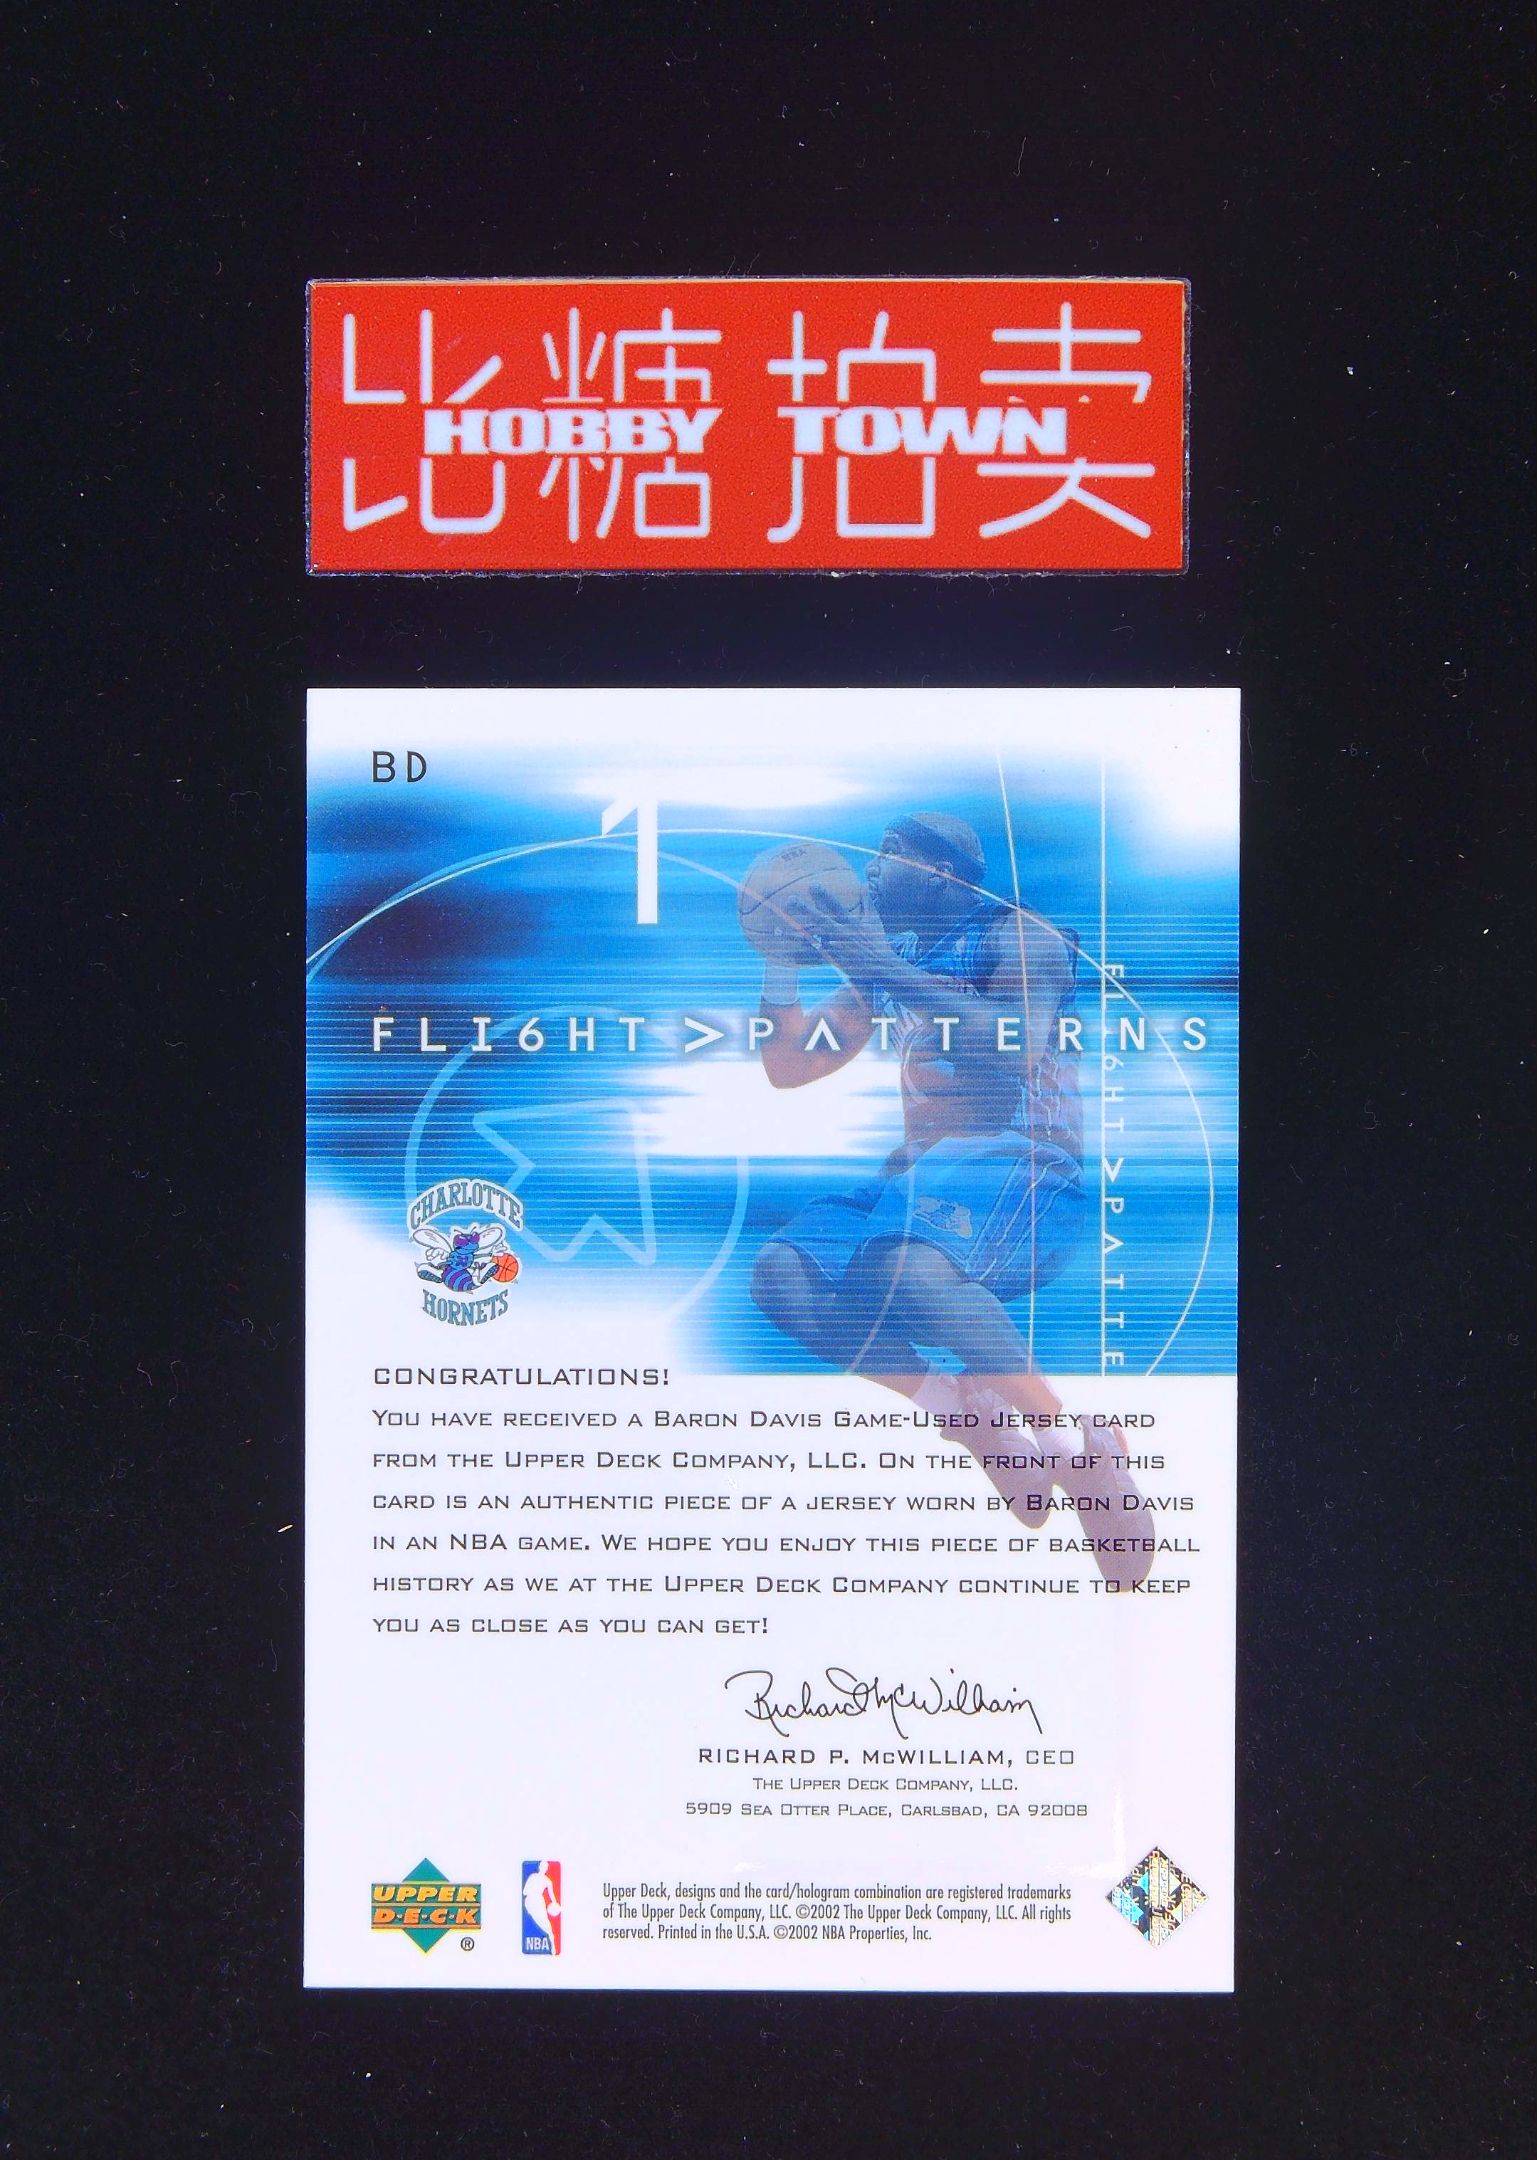 比糖拍卖
HOBBY TOWN
BD
1
FLI6HT>PATTERNS
FLI6HT>PATTE
CHARLOTTE
HORNETS
CONGRATULATIONS!
YOU HAVE RECEIVED A BARON DAVIS GAME-USED JERSEY CARD
FROM THE UPPER DECK COMPANY, LLC. ON THE FRONT OF THIS
CARD IS AN AUTHENTIC PIECE OF A JERSEY WORN BY BARON DAVIS
IN AN NBA GAME. WE HOPE YOU ENJOY THIS PIECE OF BASKETBALL
HISTORY AS WE AT THE UPPER DECK COMPANY CONTINUE TO KEEP
YOU AS CLOSE AS YOU CAN GET!
Richard McWilliam
RICHARD P. McWILLIAM, CEO
THE UPPER DECK COMPANY, LLC.
5909 SEA OTTER PLACE, CARLSBAD, CA 92008
UPPER
D·E·C·K
®
NBA
Upper Deck, designs and the card/hologram combination are registered trademarks
of The Upper Deck Company, LLC. ©2002 The Upper Deck Company, LLC. All rights
reserved. Printed in the U.S.A. ©2002 NBA Properties, Inc.